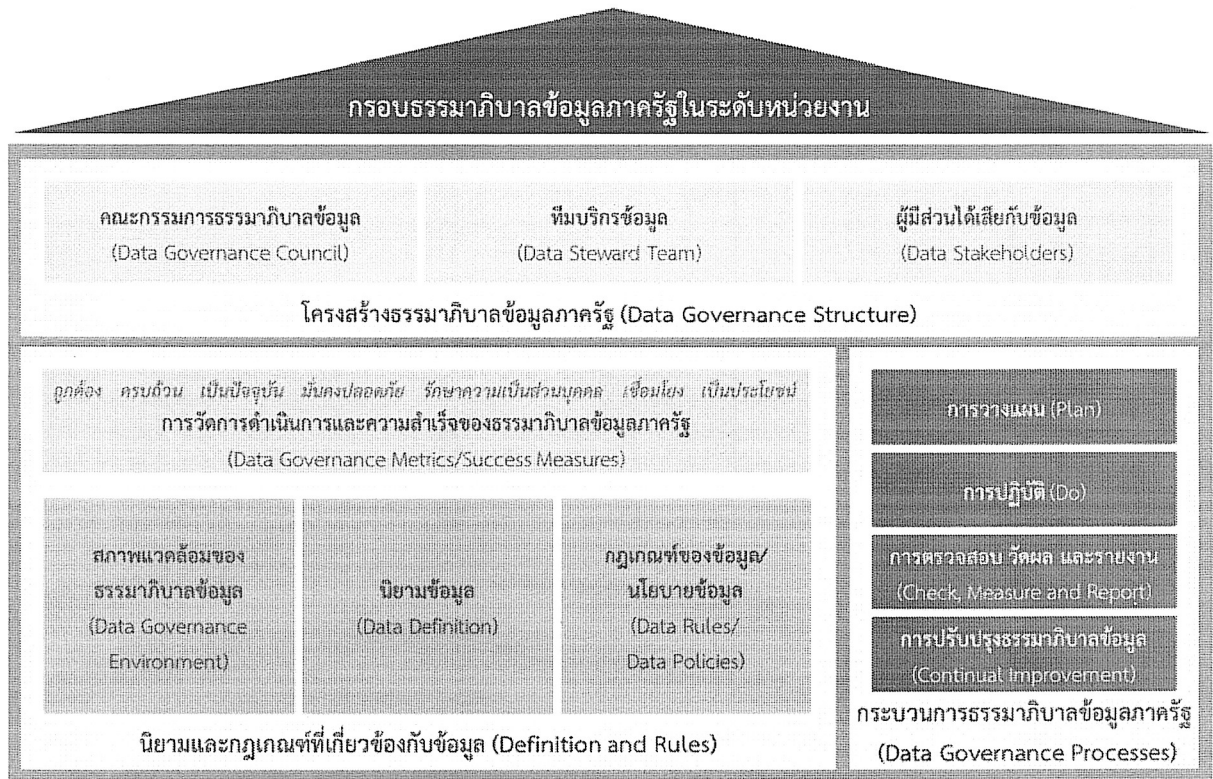 กรอบธรรมาภิบาลข้อมูลภาครัฐในระดับหน่วยงาน
คณะกรรมการธรรมาภิบาลข้อมูล
(Data Governance Council)
ทีมบริกรข้อมูล
(Data Steward Team)
ผู้มีส่วนได้เสียกับข้อมูล
(Data Stakeholders)
โครงสร้างธรรมาภิบาลข้อมูลภาครัฐ (Data Governance Structure)
ถูกต้อง ครบถ้วน เป็นปัจจุบัน มั่นคงปลอดภัย รักษาความเป็นส่วนบุคคล เชื่อมโยง เป็นประโยชน์
การวัดการดำเนินการและความสำเร็จของธรรมาภิบาลข้อมูลภาครัฐ
(Data Governance Metrics/Success Measures)
สภาพแวดล้อมของ
ธรรมาภิบาลข้อมูล
(Data Governance
Environment)
นิยามข้อมูล
(Data Definition)
กฎเกณฑ์ของข้อมูล/
นโยบายข้อมูล
(Data Rules/
Data Policies)
นิยามและกฎเกณฑ์ที่เกี่ยวข้องกับข้อมูล (Definition and Rules)
การวางแผน (Plan)
การปฏิบัติ (Do)
การตรวจสอบ วัดผล และรายงาน
(Check, Measure and Report)
การปรับปรุงธรรมาภิบาลข้อมูล
(Continual Improvement)
กระบวนการธรรมาภิบาลข้อมูลภาครัฐ
(Data Governance Processes)